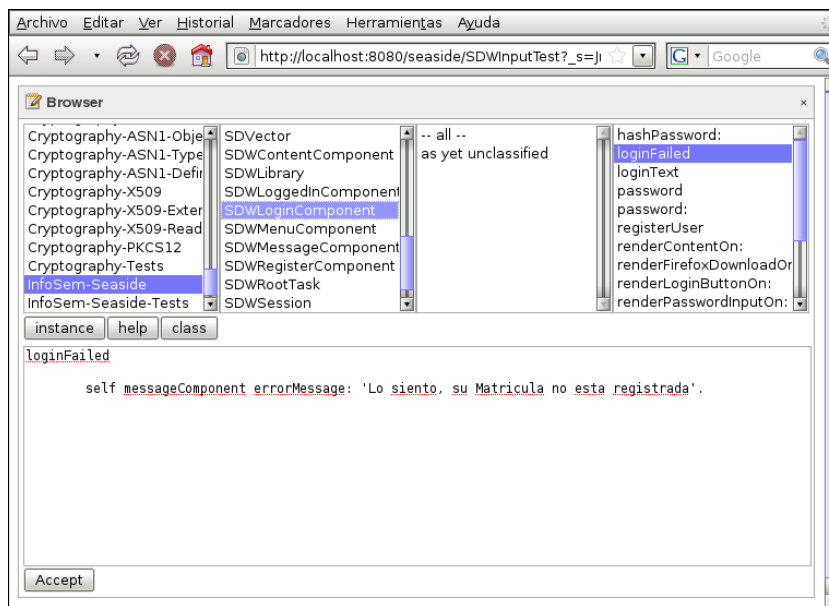 Archivo Editar Ver Historial Marcadores Herramientas Ayuda
http://localhost:8080/seaside/SDWInputTest?_s=J
G Google
Browser ×
Cryptography-ASN1-Obje
Cryptography-ASN1-Type
Cryptography-ASN1-Defir
Cryptography-X509
Cryptography-X509-Exter
Cryptography-X509-Read
Cryptography-PKCS12
Cryptography-Tests
InfoSem-Seaside
InfoSem-Seaside-Tests
SDVector
SDWContentComponent
SDWLibrary
SDWLoggedInComponent
SDWLoginComponent
SDWMenuComponent
SDWMessageComponent
SDWRegisterComponent
SDWRootTask
SDWSession
-- all --
as yet unclassified
hashPassword:
loginFailed
loginText
password
password:
registerUser
renderContentOn:
renderFirefoxDownloadOr
renderLoginButtonOn:
renderPasswordInputOn:
instance help class
loginFailed
self messageComponent errorMessage: 'Lo siento, su Matricula no esta registrada'.
Accept